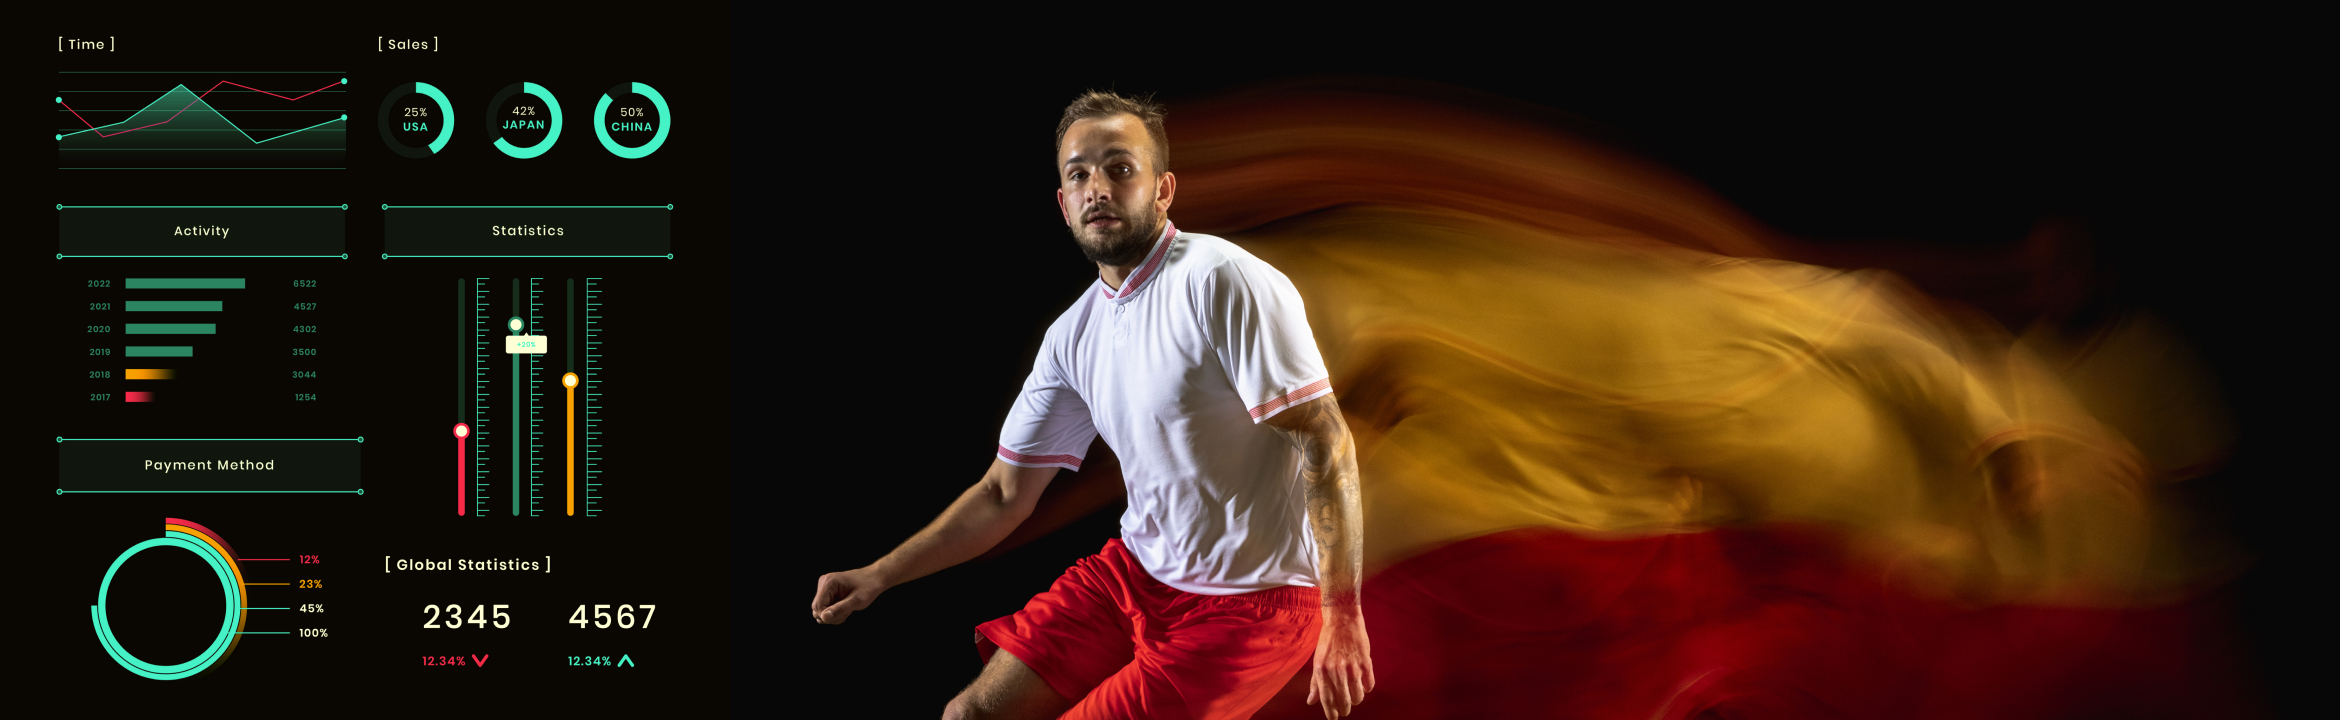 [ Time ]
[ Sales ]
25%
USA
42%
JAPAN
50%
CHINA
Activity
Statistics
2022 6522
2021 4527
2020 4302
2019 3500
2018 3044
2017 1254
+20%
Payment Method
12%
23%
45%
100%
[ Global Statistics ]
2345 4567
12.34% 12.34%